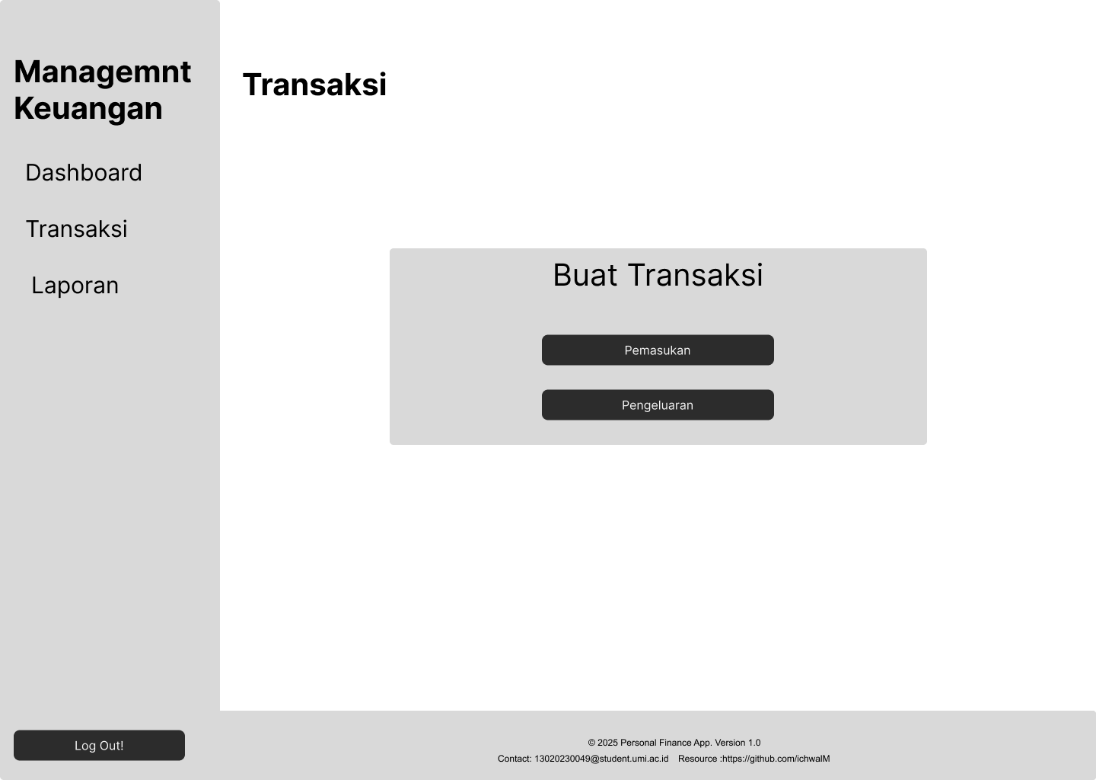 Managemnt
Keuangan
Dashboard
Transaksi
Laporan
Log Out!
Transaksi
Buat Transaksi
Pemasukan
Pengeluaran
© 2025 Personal Finance App. Version 1.0
Contact: 13020230049@student.umi.ac.id Resource :https://github.com/ichwalM